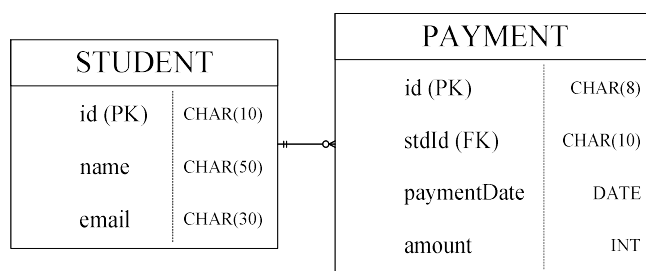 STUDENT
id (PK) CHAR(10)
name CHAR(50)
email CHAR(30)
PAYMENT
id (PK) CHAR(8)
stdId (FK) CHAR(10)
paymentDate DATE
amount INT